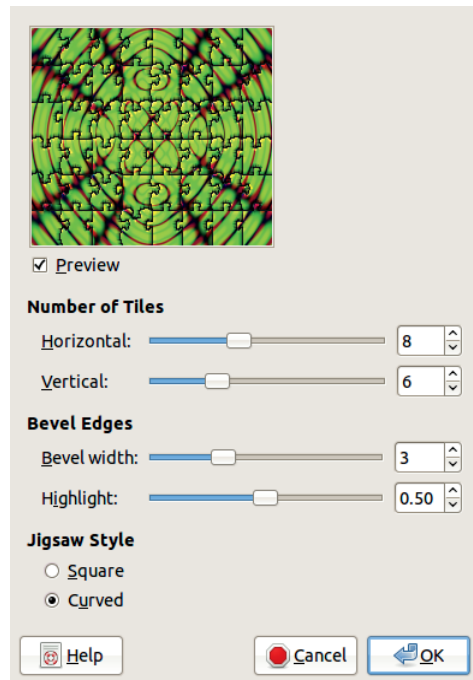 Preview
Number of Tiles
Horizontal: 8
Vertical: 6
Bevel Edges
Bevel width: 3
Highlight: 0.50
Jigsaw Style
Square
Curved
Help Cancel OK